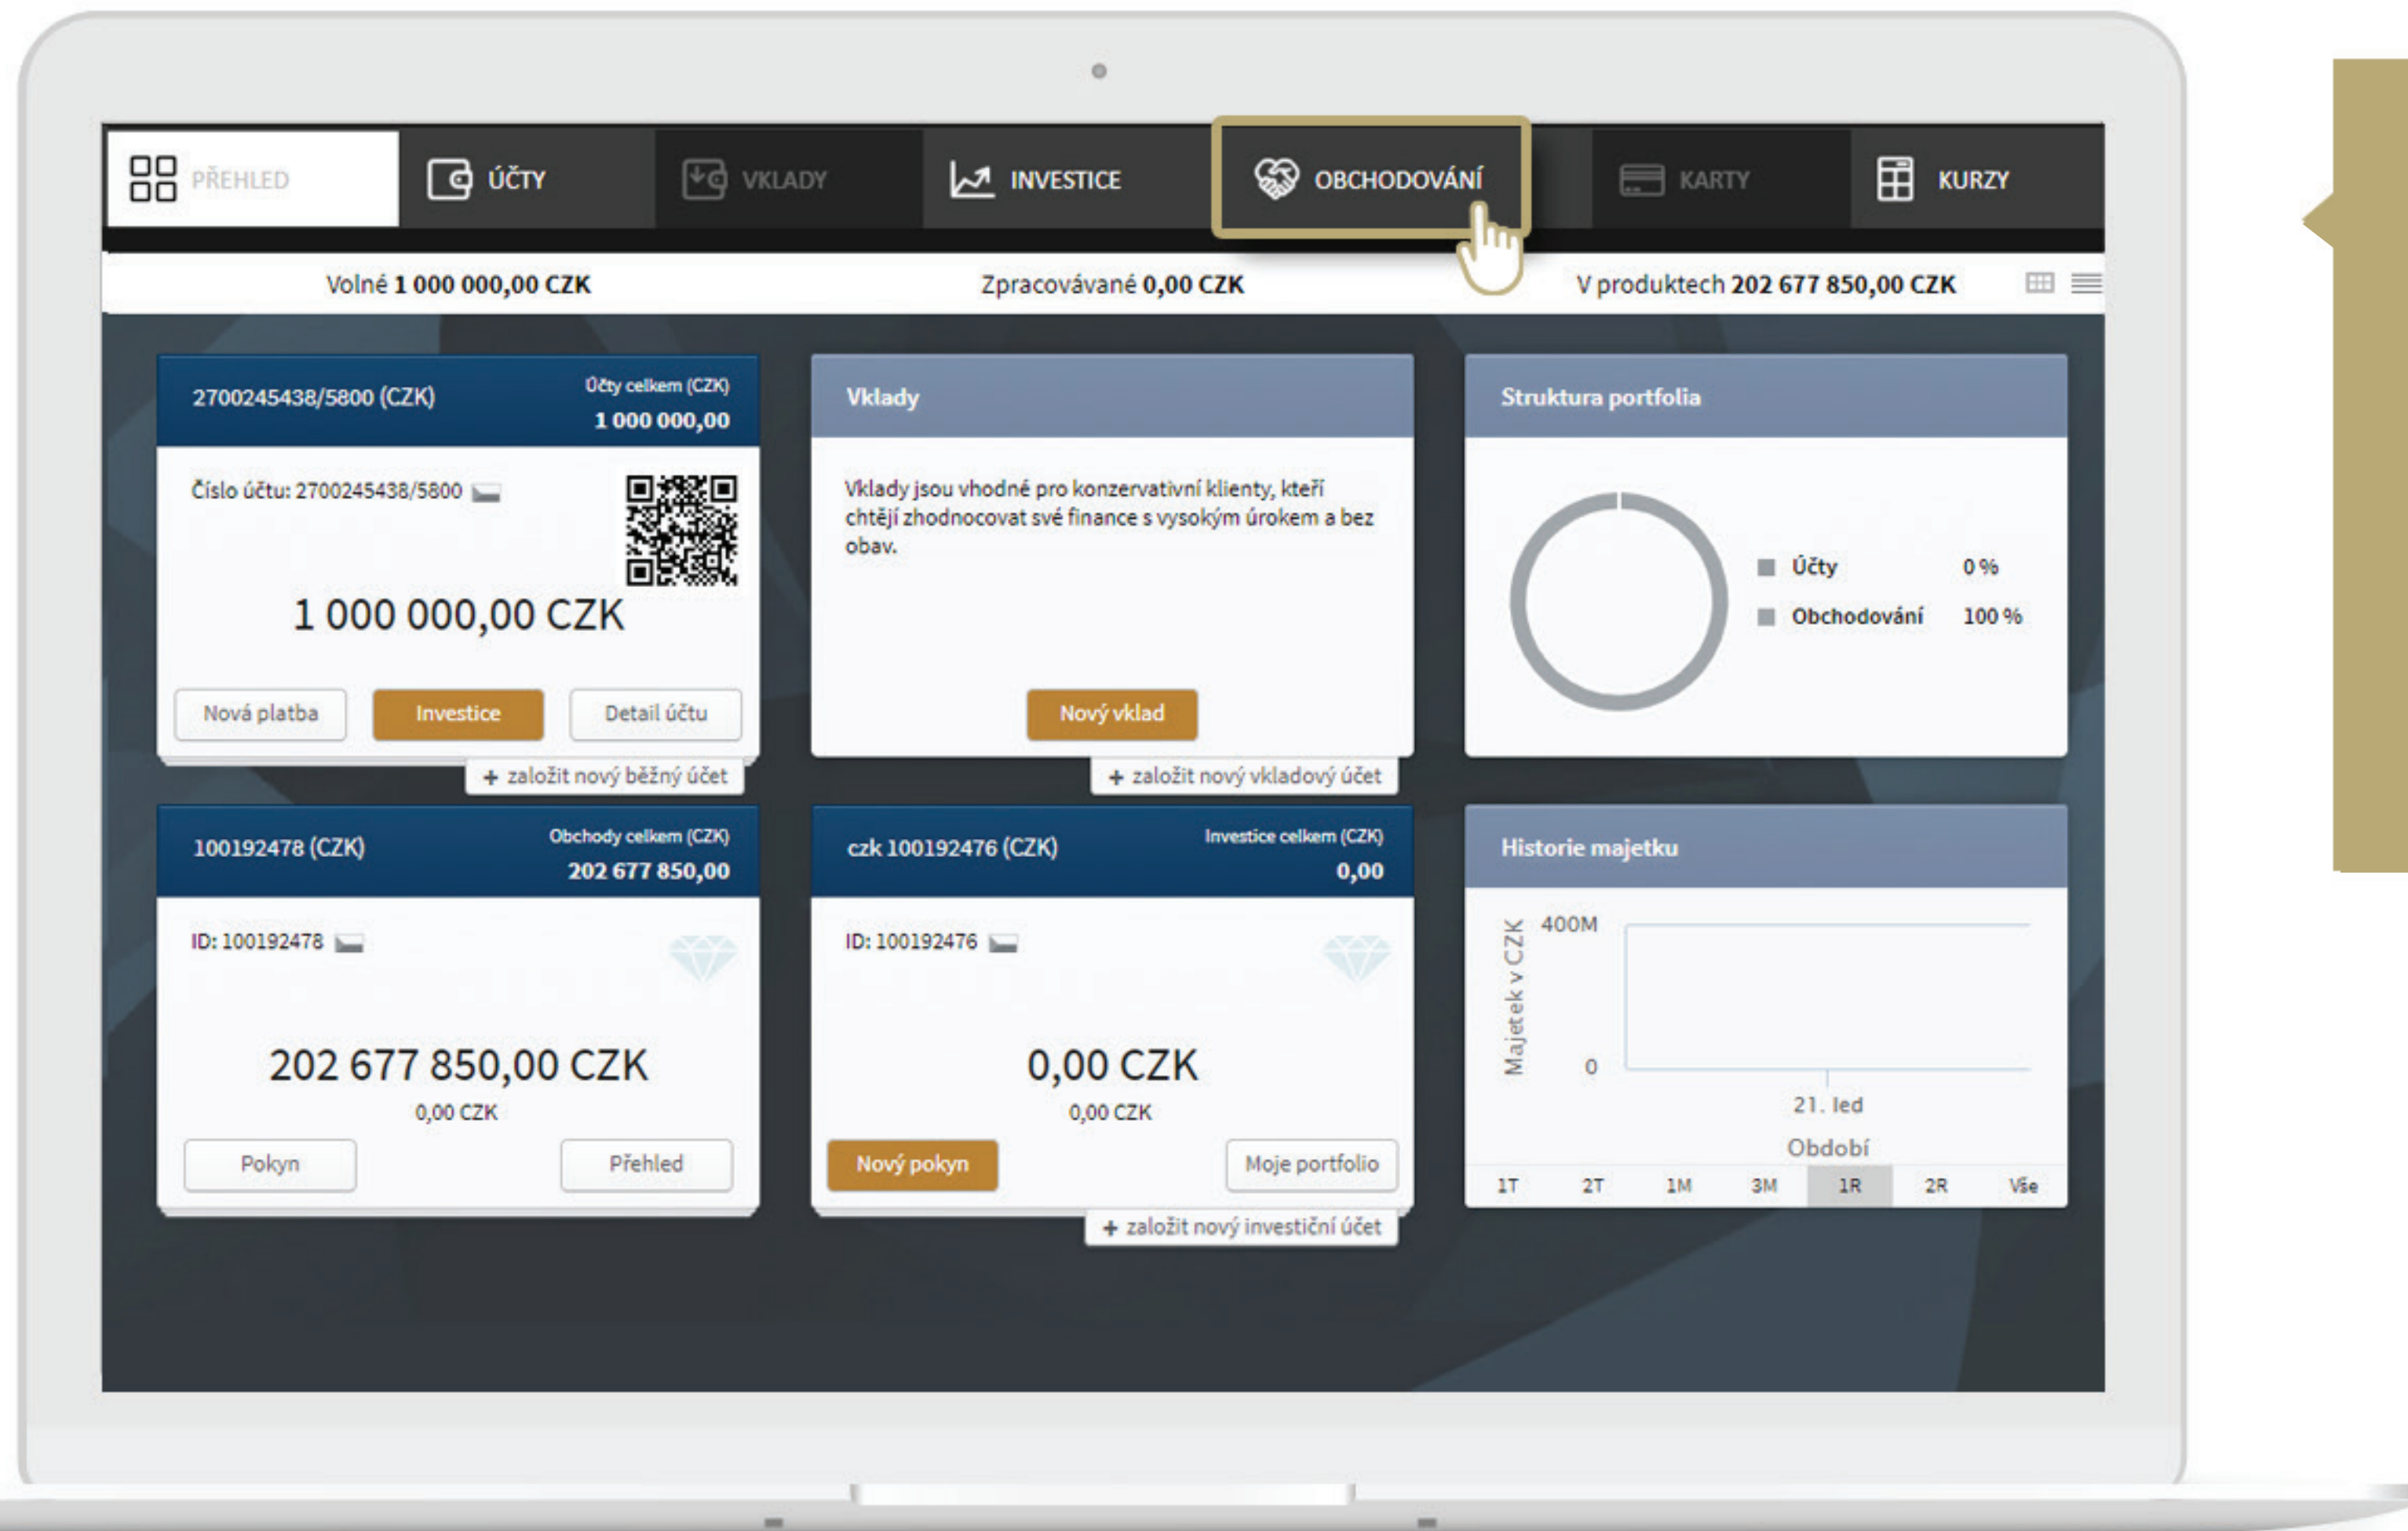 PŘEHLED
ÚČTY
VKLADY
INVESTICE
OBCHODOVÁNÍ
KARTY
KURZY
Volné 1 000 000,00 CZK
Zpracovávané 0,00 CZK
V produktech 202 677 850,00 CZK
2700245438/5800 (CZK)
Účty celkem (CZK)
1 000 000,00
Číslo účtu: 2700245438/5800
1 000 000,00 CZK
Nová platba
Investice
Detail účtu
+ založit nový běžný účet
Vklady
Vklady jsou vhodné pro konzervativní klienty, kteří
chtějí zhodnocovat své finance s vysokým úrokem a bez
obav.
Nový vklad
+ založit nový vkladový účet
Struktura portfolia
Účty 0 %
Obchodování 100 %
100192478 (CZK)
Obchody celkem (CZK)
202 677 850,00
ID: 100192478
202 677 850,00 CZK
0,00 CZK
Pokyn
Přehled
czk 100192476 (CZK)
Investice celkem (CZK)
0,00
ID: 100192476
0,00 CZK
0,00 CZK
Nový pokyn
Moje portfolio
+ založit nový investiční účet
Historie majetku
Majetek v CZK
400M
0
21. led
Období
1T 2T 1M 3M 1R 2R Vše